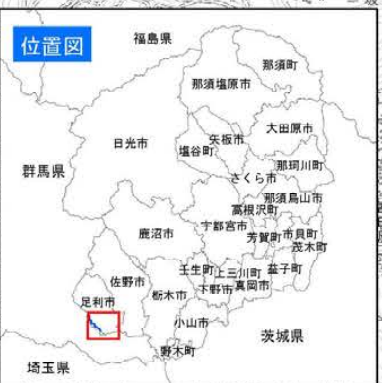 位置図
福島県
那須町
那須塩原市
大田原市
日光市
矢板市
塩谷町
那珂川町
群馬県
さくら市
那須烏山市
高根沢町
宇都宮市
鹿沼市
芳賀町
市貝町
茂木町
壬生町
上三川町
益子町
佐野市
栃木市
下野市
真岡市
足利市
小山市
茨城県
野木町
埼玉県